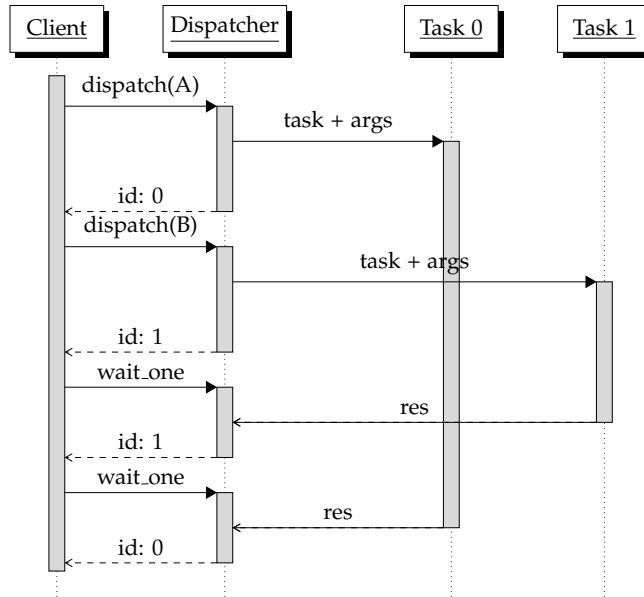 Client
Dispatcher
Task 0
Task 1
dispatch(A)
task + args
id: 0
dispatch(B)
task + args
id: 1
wait_one
res
id: 1
wait_one
res
id: 0